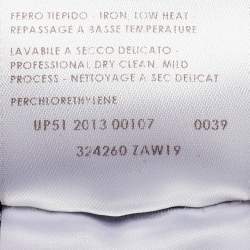 FERRO TIEPIDO - IRON, LOW HEAT
REPASSAGE A BASSE TEMPERATURE
LAVABILE A SECCO DELICATO -
PROFESSIONAL DRY CLEAN, MILD
PROCESS - NETTOYAGE A SEC DELICAT
PERCHLORETHYLENE
UP51 2013 00107 0039
324260 ZAW19